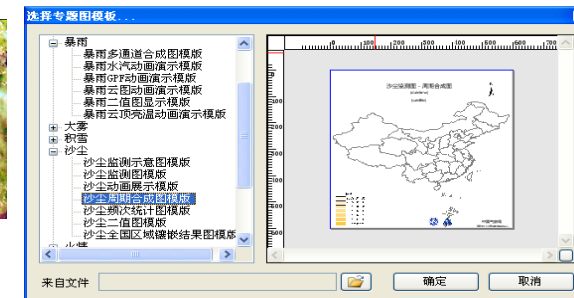 选择专题图模板...
暴雨
暴雨多通道合成图模版
暴雨水汽动画演示模版
暴雨GPF动画演示模版
暴雨云图动画演示模版
暴雨二值图显示模版
暴雨云顶亮温动画演示模版
大雾
积雪
沙尘
沙尘监测示意图模版
沙尘监测图模版
沙尘动画展示模版
沙尘周期合成图模版
沙尘频次统计图模版
沙尘二值图模版
沙尘全国区域镶嵌结果图模版
0 100 200 300 400 500 600 700
沙尘监测图-周期合成图
来自文件
确定
取消